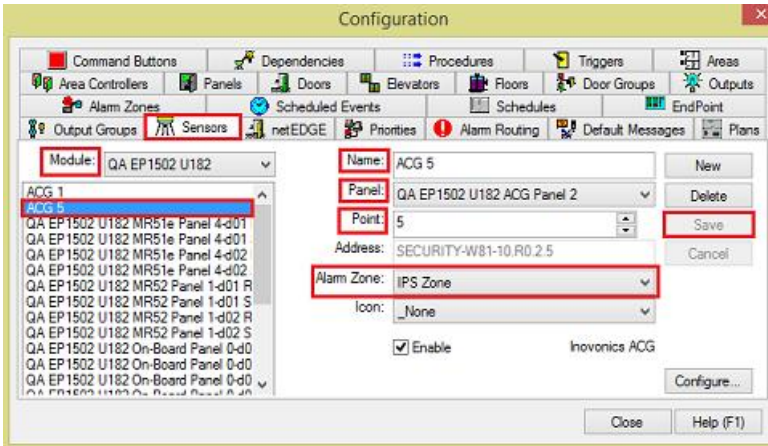 Configuration
Command Buttons Dependencies Procedures Triggers Areas
Area Controllers Panels Doors Elevators Floors Door Groups Outputs
Alarm Zones Scheduled Events Schedules EndPoint
Output Groups Sensors netEDGE Priorities Alarm Routing Default Messages Plans
Module: QA EP1502 U182 Name: ACG 5 New
ACG 1 Panel: QA EP1502 U182 ACG Panel 2 Delete
ACG 5 Point: 5 Save
QA EP1502 U182 MR51e Panel 4-d01
QA EP1502 U182 MR51e Panel 4-d01 Address: SECURITY-W81-10.R0.2.5 Cancel
QA EP1502 U182 MR51e Panel 4-d02
QA EP1502 U182 MR51e Panel 4-d02 Alarm Zone: IPS Zone
QA EP1502 U182 MR52 Panel 1-d01 R
QA EP1502 U182 MR52 Panel 1-d01 S Icon: _None
QA EP1502 U182 MR52 Panel 1-d02 R
QA EP1502 U182 MR52 Panel 1-d02 S
QA EP1502 U182 On-Board Panel 0-d0 Enable Inovonics ACG
QA EP1502 U182 On-Board Panel 0-d0
QA EP1502 U182 On-Board Panel 0-d0 Configure...
Close Help (F1)